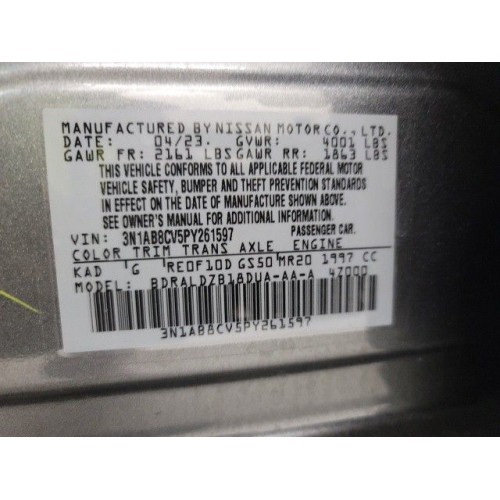 MANUFACTURED BY NISSAN MOTOR CO., LTD.
DATE: 04/23. GVWR: 4001 LBS
GAWR FR: 2161 LBS GAWR RR: 1863 LBS
THIS VEHICLE CONFORMS TO ALL APPLICABLE FEDERAL MOTOR
VEHICLE SAFETY, BUMPER AND THEFT PREVENTION STANDARDS
IN EFFECT ON THE DATE OF MANUFACTURE SHOWN ABOVE.
SEE OWNER'S MANUAL FOR ADDITIONAL INFORMATION
VIN: 3N1AB8CV5PY261597 PASSENGER CAR.
COLOR TRIM TRANS AXLE ENGINE
KAD G RE0F10D GS50 MR20 1997 CC
MODEL: BDRALDZB18DUA-AA-A 47000
3N1AB8CV5PY261597